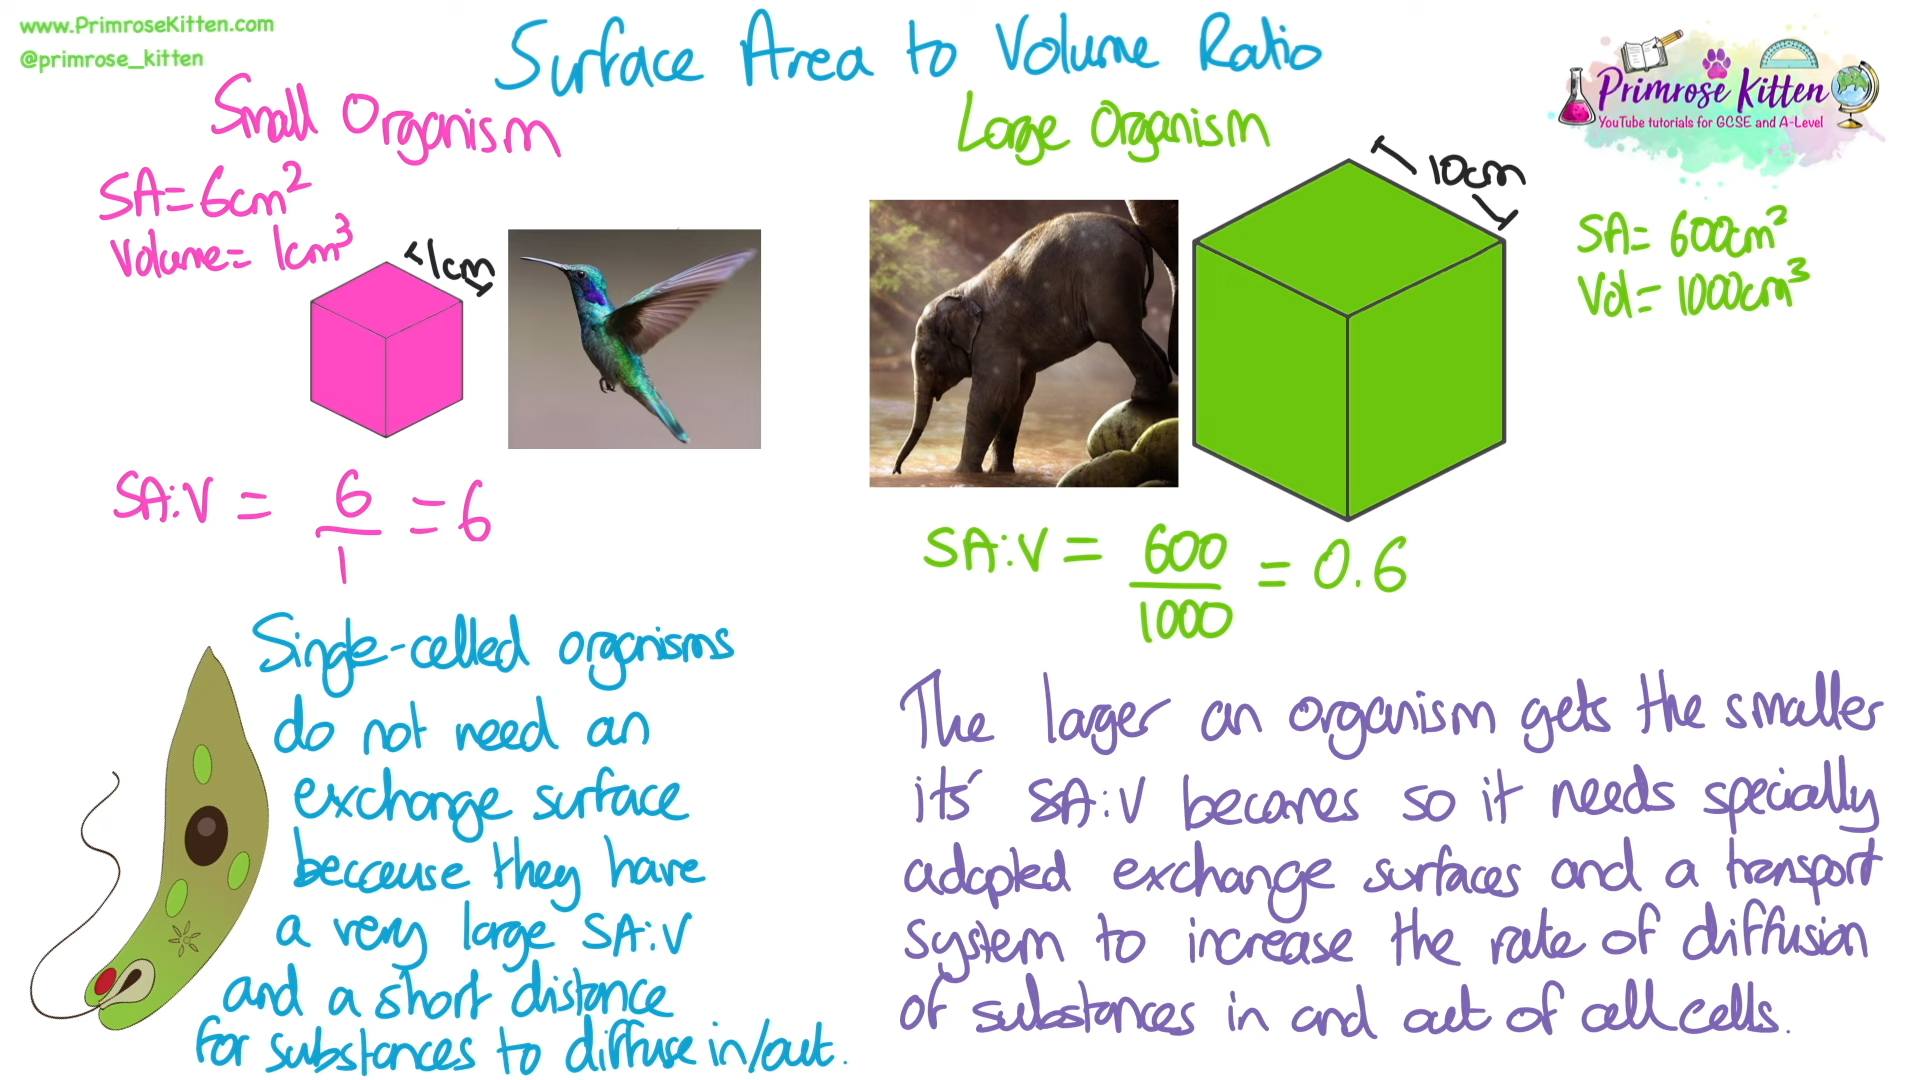 www.PrimroseKitten.com
@primrose_kitten
Surface Area to Volume Ratio
Primrose Kitten
YouTube tutorials for GCSE and A-Level
Small Organism
SA=6cm²
Volume= 1cm³
1cm
SA:V = 6/1 = 6
Large Organism
10cm
SA= 600cm²
Vol= 1000cm³
SA:V = 600/1000 = 0.6
Single-celled organisms
do not need an
exchange surface
beccause they have
a very large SA:V
and a short distance
for substances to diffuse in/out.
The larger an organism gets the smaller
it's SA:V becomes so it needs specially
adapted exchange surfaces and a transport
system to increase the rate of diffusion
of substances in and out of all cells.